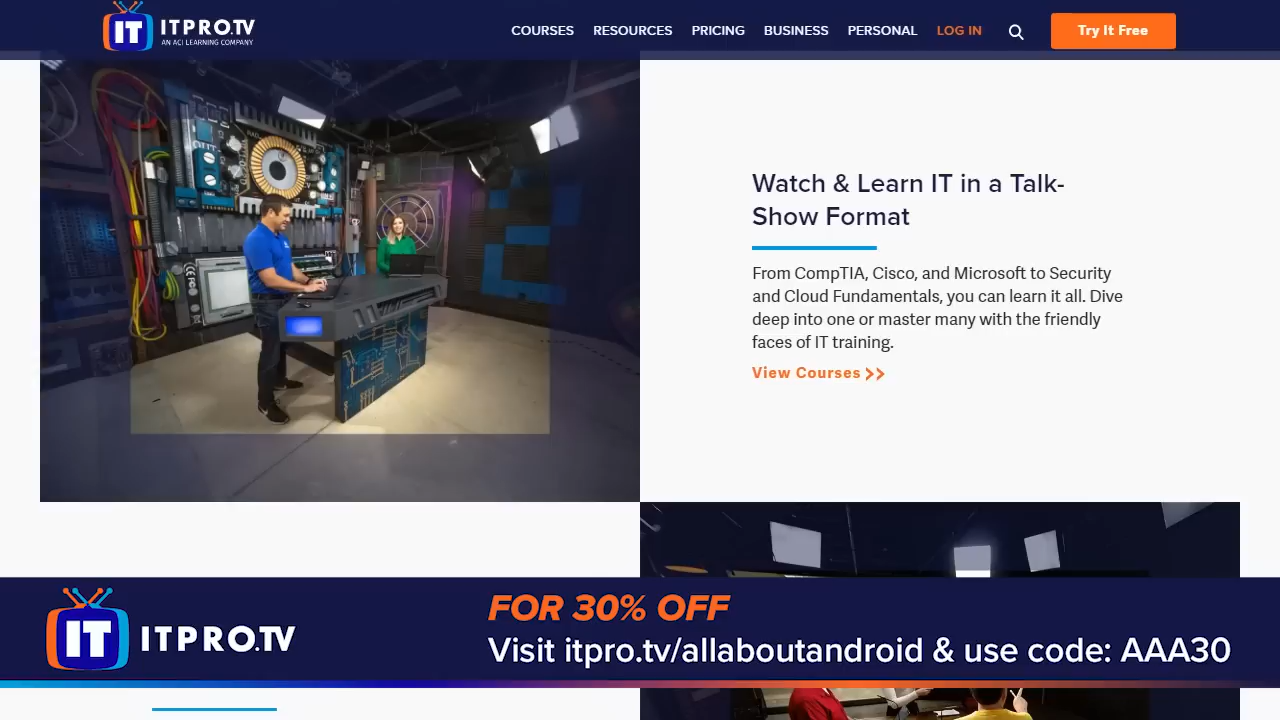 IT ITPRO.TV
AN ACI LEARNING COMPANY
COURSES RESOURCES PRICING BUSINESS PERSONAL LOG IN Try It Free
Watch & Learn IT in a Talk-
Show Format
From CompTIA, Cisco, and Microsoft to Security
and Cloud Fundamentals, you can learn it all. Dive
deep into one or master many with the friendly
faces of IT training.
View Courses >>
FOR 30% OFF
IT ITPRO.TV
Visit itpro.tv/allaboutandroid & use code: AAA30